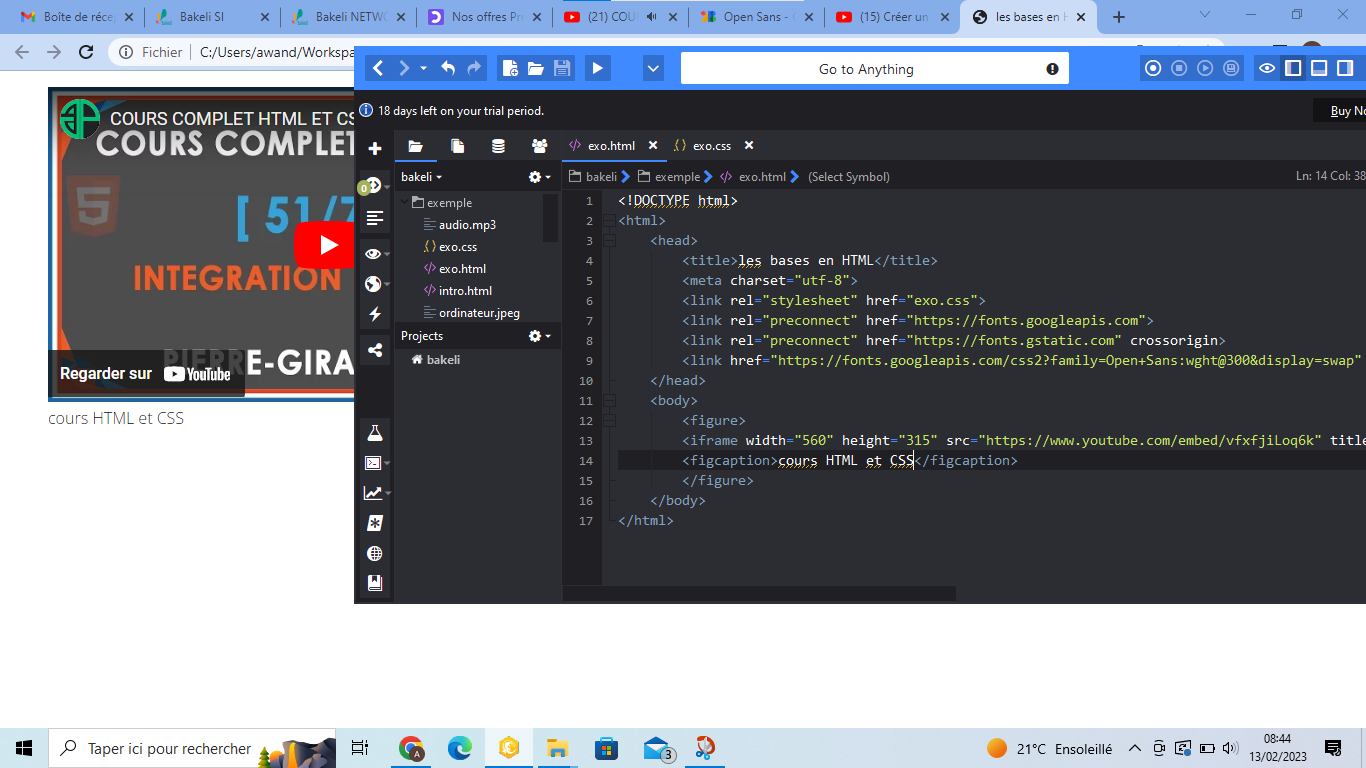 Boîte de récep
Bakeli SI
Bakeli NETWO
Nos offres Pre
(21) COU
Open Sans - G
(15) Créer un
les bases en H
Fichier
C:/Users/awand/Workspa
COURS COMPLET HTML ET CS
COURS COMPLET
[ 51/7
INTEGRATION
PIERRE-GIRA
Regarder sur YouTube
cours HTML et CSS
Go to Anything
18 days left on your trial period.
Buy No
exo.html
exo.css
bakeli
bakeli
exemple
exo.html
(Select Symbol)
Ln: 14 Col: 38
0
exemple
audio.mp3
exo.css
exo.html
intro.html
ordinateur.jpeg
Projects
bakeli
1 <!DOCTYPE html>
2 <html>
3 <head>
4 <title>les bases en HTML</title>
5 <meta charset="utf-8">
6 <link rel="stylesheet" href="exo.css">
7 <link rel="preconnect" href="https://fonts.googleapis.com">
8 <link rel="preconnect" href="https://fonts.gstatic.com" crossorigin>
9 <link href="https://fonts.googleapis.com/css2?family=Open+Sans:wght@300&display=swap"
10 </head>
11 <body>
12 <figure>
13 <iframe width="560" height="315" src="https://www.youtube.com/embed/vfxfjiLoq6k" title
14 <figcaption>cours HTML et CSS</figcaption>
15 </figure>
16 </body>
17 </html>
Taper ici pour rechercher
A
3
21°C Ensoleillé
08:44
13/02/2023